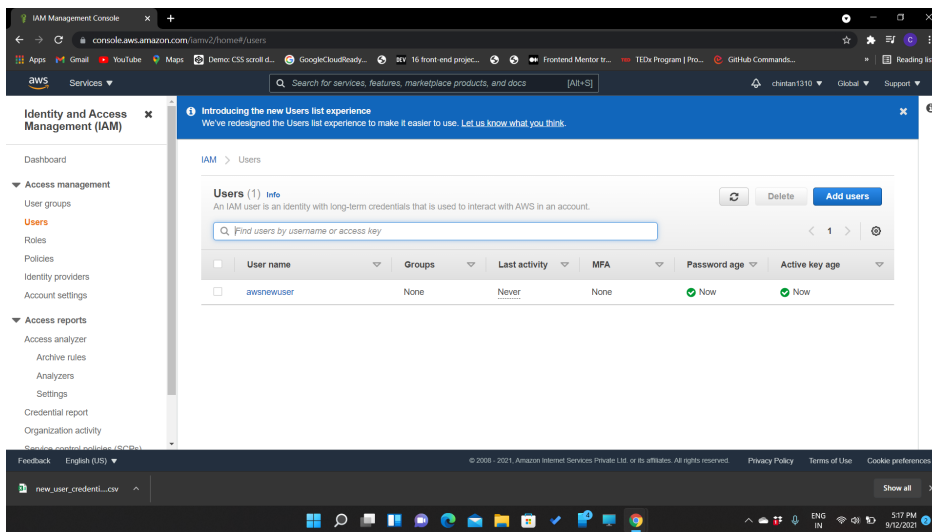 IAM Management Console
console.aws.amazon.com/iamv2/home#/users
Apps Gmail YouTube Maps Demo: CSS scroll d... GoogleCloudReady... DEV 16 front-end projec... Frontend Mentor tr... TEDx Program | Pro... GitHub Commands... » Reading lis
aws Services ▼ Search for services, features, marketplace products, and docs [Alt+S] chintan1310 ▼ Global ▼ Support ▼
Identity and Access
Management (IAM)
Dashboard
Access management
User groups
Users
Roles
Policies
Identity providers
Account settings
Access reports
Access analyzer
Archive rules
Analyzers
Settings
Credential report
Organization activity
Service control policies (SCPs)
Introducing the new Users list experience
We've redesigned the Users list experience to make it easier to use. Let us know what you think.
IAM > Users
Users (1) Info
An IAM user is an identity with long-term credentials that is used to interact with AWS in an account.
Delete Add users
Find users by username or access key
< 1 >
User name Groups Last activity MFA Password age Active key age
awsnewuser None Never None Now Now
Feedback English (US) ▼ © 2008 - 2021, Amazon Internet Services Private Ltd. or its affiliates. All rights reserved. Privacy Policy Terms of Use Cookie preferences
new_user_credenti....csv Show all
ENG
IN
5:17 PM
9/12/2021